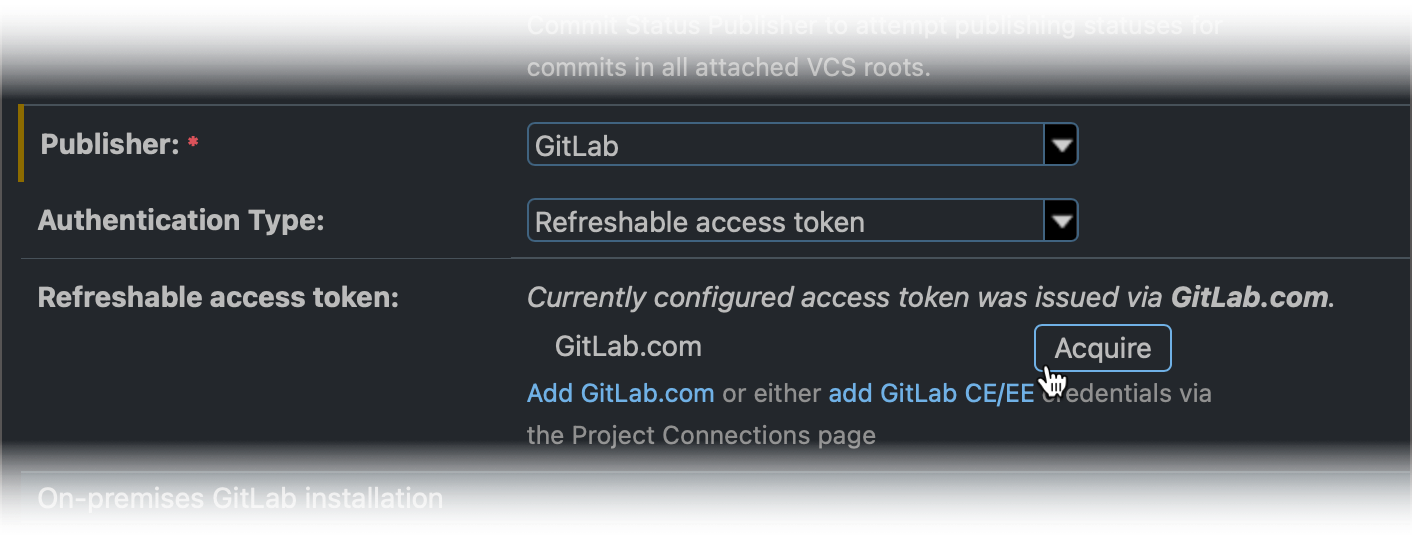 Commit Status Publisher to attempt publishing statuses for
commits in all attached VCS roots.
Publisher: *
GitLab
Authentication Type:
Refreshable access token
Refreshable access token:
Currently configured access token was issued via GitLab.com.
GitLab.com
Acquire
Add GitLab.com or either add GitLab CE/EE credentials via
the Project Connections page
On-premises GitLab installation